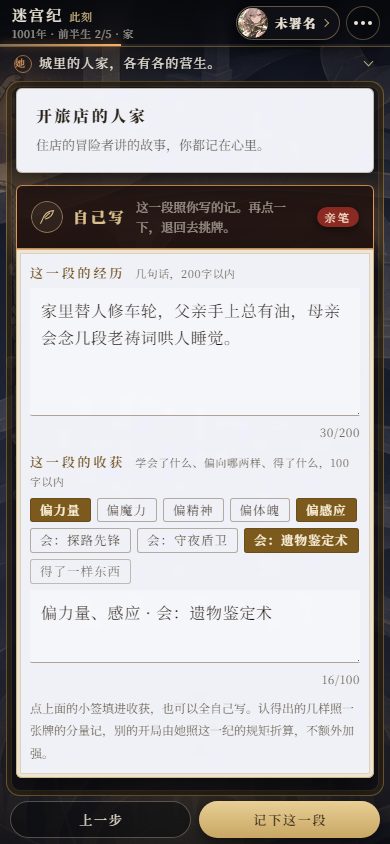 迷宫纪 此刻
1001年 · 前半生 2/5 · 家
未署名
她 城里的人家，各有各的营生。
开旅店的人家
住店的冒险者讲的故事，你都记在心里。
自己写
这一段照你写的记。再点一
下，退回去挑牌。
亲笔
这一段的经历 几句话，200字以内
家里替人修车轮，父亲手上总有油，母亲
会念几段老祷词哄人睡觉。
30/200
这一段的收获 学会了什么、偏向哪两样、得了什么，100
字以内
偏力量 偏魔力 偏精神 偏体魄 偏感应
会：探路先锋 会：守夜盾卫 会：遗物鉴定术
得了一样东西
偏力量、感应 · 会：遗物鉴定术
16/100
点上面的小签填进收获，也可以全自己写。认得出的几样照一
张牌的分量记，别的开局由她照这一纪的规矩折算，不额外加
强。
上一步 记下这一段